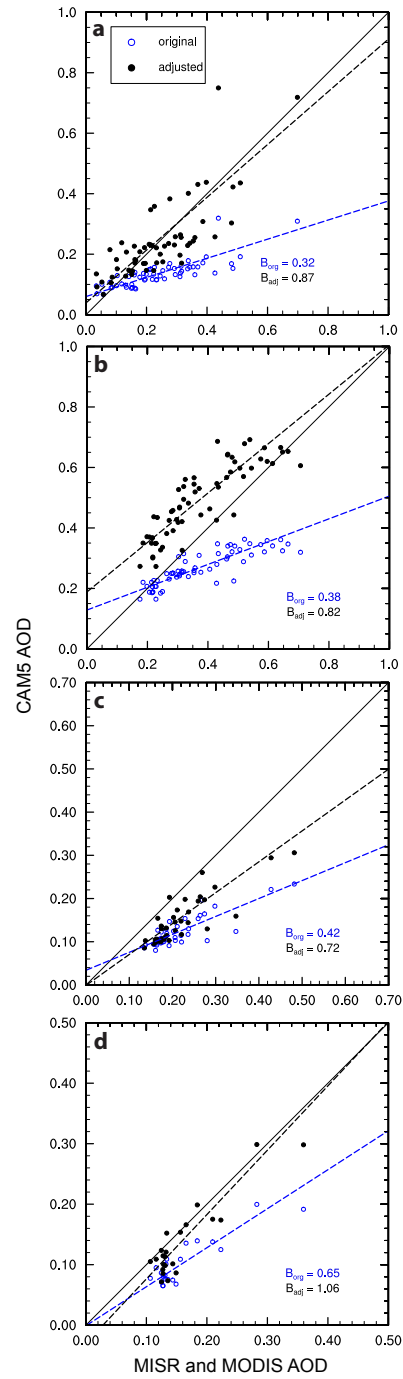 a
original
adjusted
1.0
0.8
0.6
0.4
0.2
0.0
B_org = 0.32
B_adj = 0.87
0.0 0.2 0.4 0.6 0.8 1.0
b
1.0
0.8
0.6
0.4
0.2
0.0
B_org = 0.38
B_adj = 0.82
0.0 0.2 0.4 0.6 0.8 1.0
CAM5 AOD
c
0.70
0.60
0.50
0.40
0.30
0.20
0.10
0.00
B_org = 0.42
B_adj = 0.72
0.00 0.10 0.20 0.30 0.40 0.50 0.60 0.70
d
0.50
0.40
0.30
0.20
0.10
0.00
B_org = 0.65
B_adj = 1.06
0.00 0.10 0.20 0.30 0.40 0.50
MISR and MODIS AOD